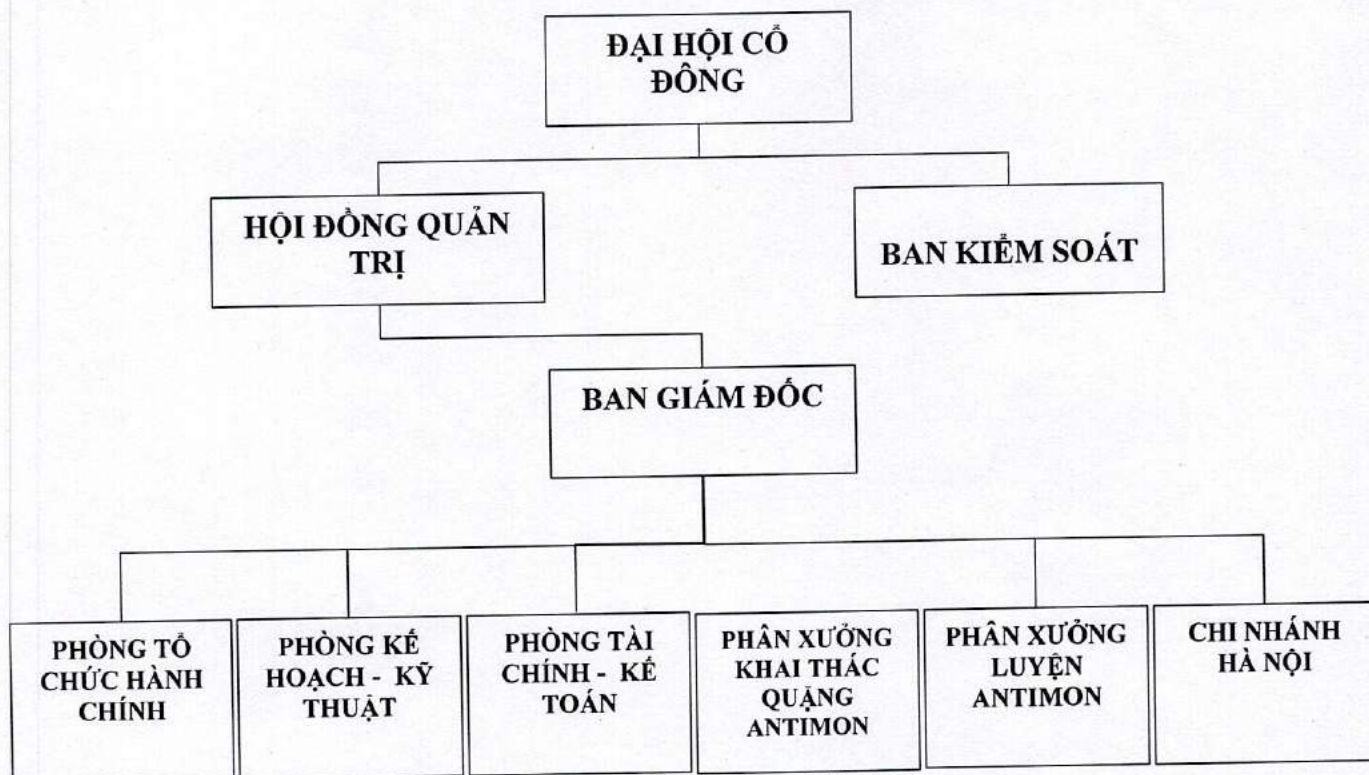 ĐẠI HỘI CỔ
ĐÔNG
HỘI ĐỒNG QUẢN
TRỊ
BAN KIỂM SOÁT
BAN GIÁM ĐỐC
PHÒNG TỔ
CHỨC HÀNH
CHÍNH
PHÒNG KẾ
HOẠCH - KỸ
THUẬT
PHÒNG TÀI
CHÍNH - KẾ
TOÁN
PHÂN XƯỞNG
KHAI THÁC
QUẶNG
ANTIMON
PHÂN XƯỞNG
LUYỆN
ANTIMON
CHI NHÁNH
HÀ NỘI